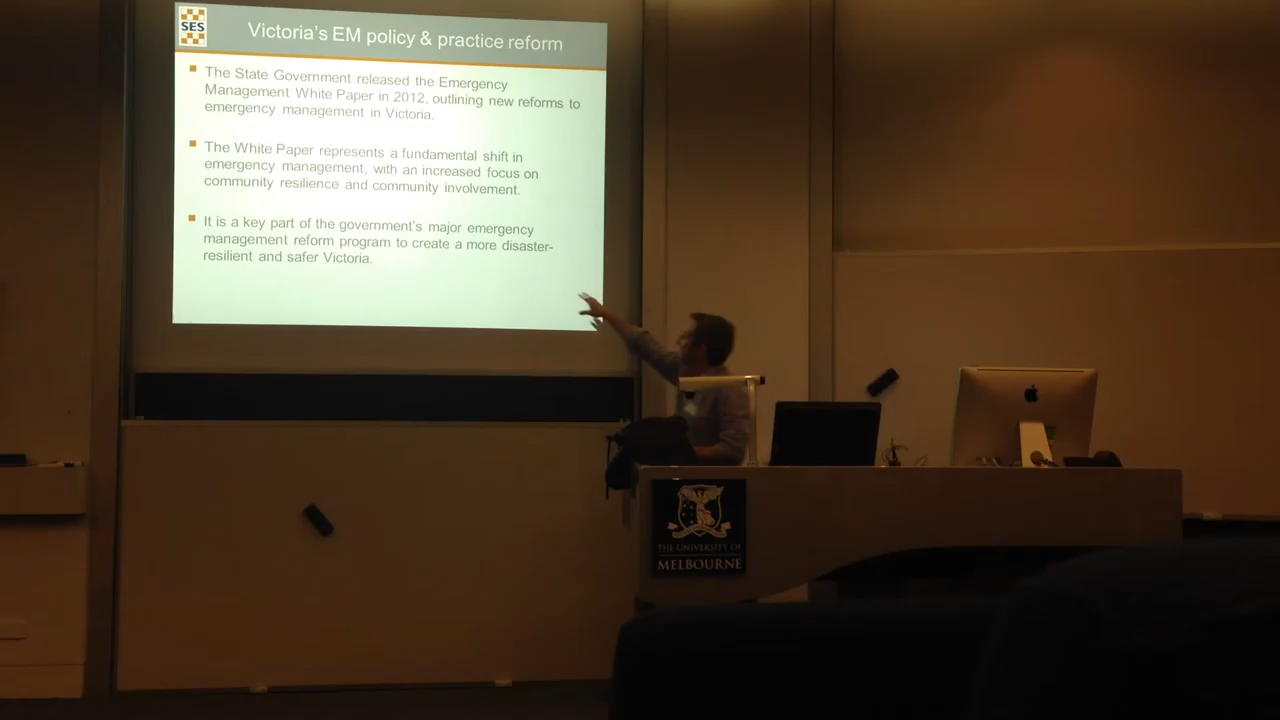 SES
Victoria's EM policy & practice reform
The State Government released the Emergency
Management White Paper in 2012, outlining new reforms to
emergency management in Victoria.
The White Paper represents a fundamental shift in
emergency management, with an increased focus on
community resilience and community involvement.
It is a key part of the government's major emergency
management reform program to create a more disaster-
resilient and safer Victoria.
THE UNIVERSITY OF
MELBOURNE